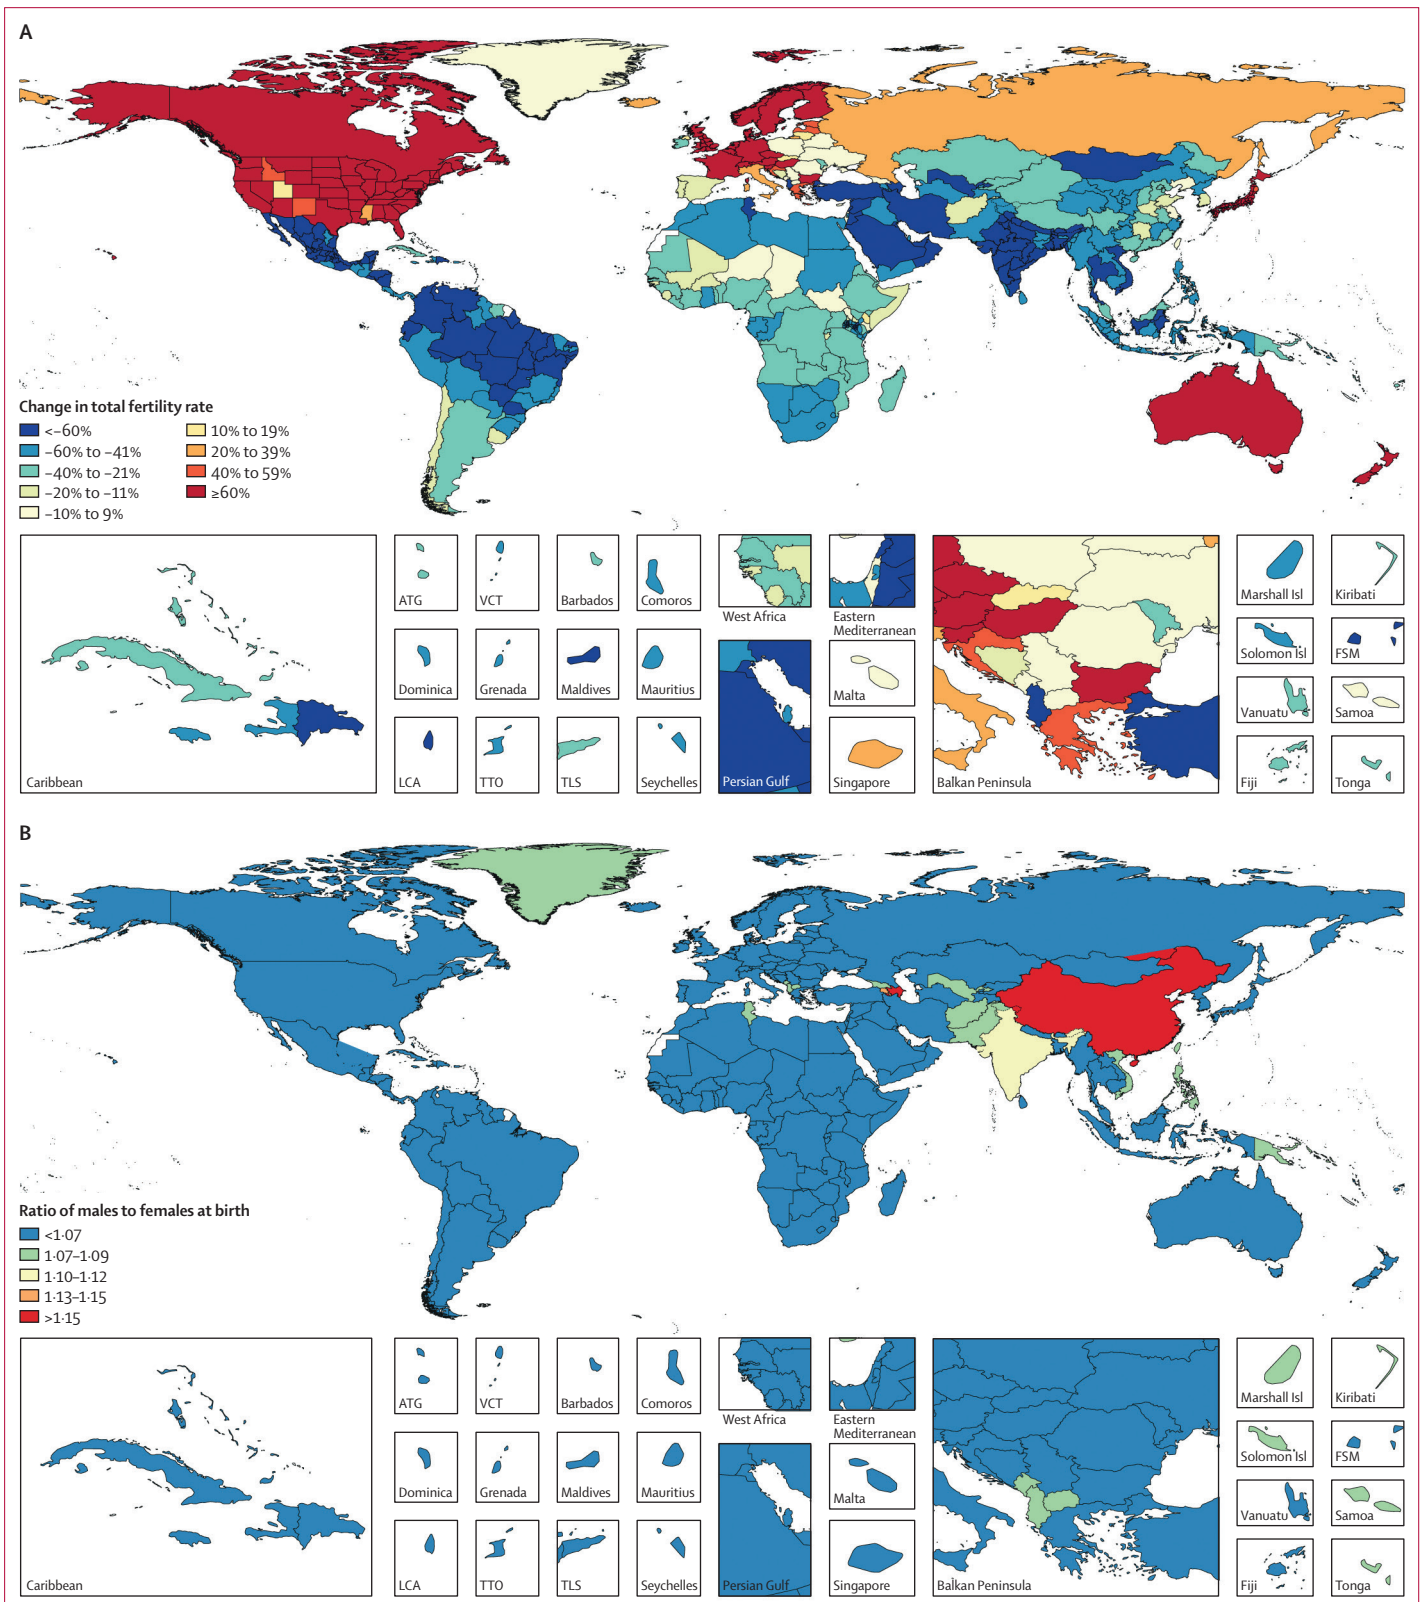 A
Change in total fertility rate
<–60%
–60% to –41%
–40% to –21%
–20% to –11%
–10% to 9%
10% to 19%
20% to 39%
40% to 59%
≥60%
Caribbean
ATG
VCT
Barbados
Comoros
Dominica
Grenada
Maldives
Mauritius
LCA
TTO
TLS
Seychelles
West Africa
Eastern
Mediterranean
Persian Gulf
Malta
Singapore
Balkan Peninsula
Marshall Isl
Kiribati
Solomon Isl
FSM
Vanuatu
Samoa
Fiji
Tonga
B
Ratio of males to females at birth
<1·07
1·07–1·09
1·10–1·12
1·13–1·15
>1·15
Caribbean
ATG
VCT
Barbados
Comoros
Dominica
Grenada
Maldives
Mauritius
LCA
TTO
TLS
Seychelles
West Africa
Eastern
Mediterranean
Persian Gulf
Malta
Singapore
Balkan Peninsula
Marshall Isl
Kiribati
Solomon Isl
FSM
Vanuatu
Samoa
Fiji
Tonga